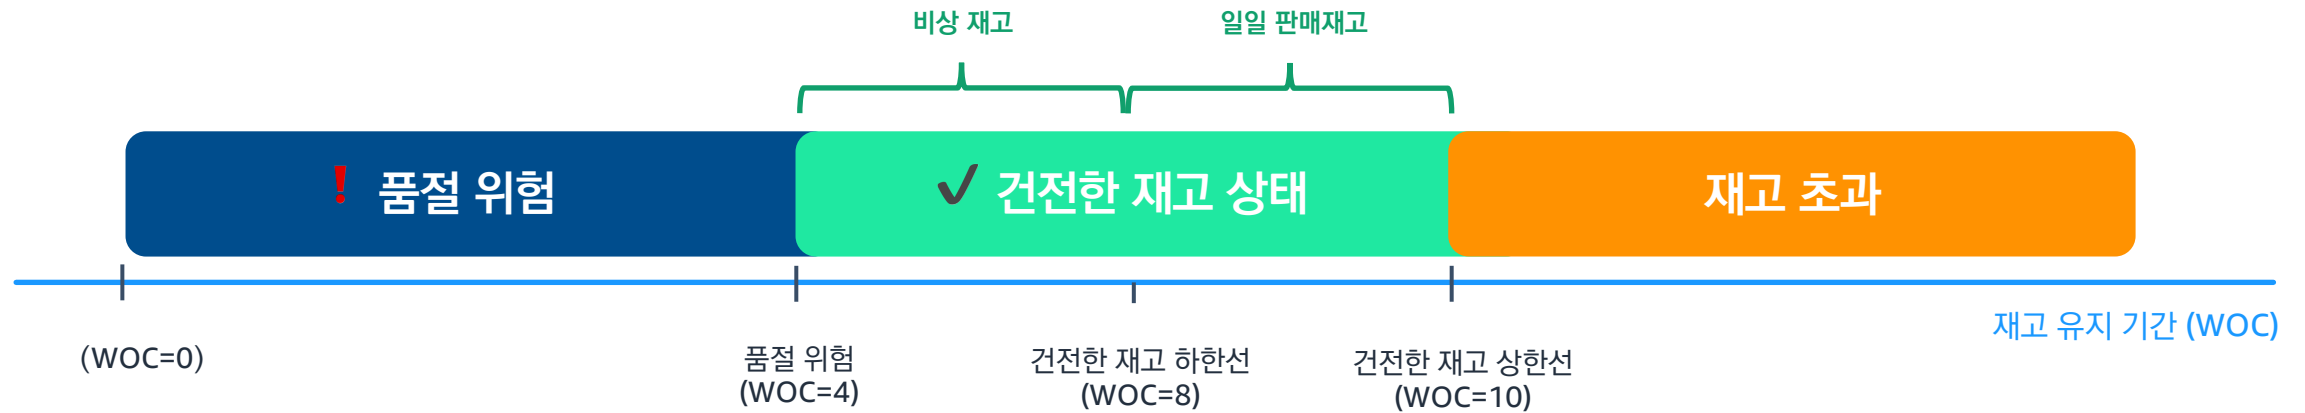 비상 재고
일일 판매재고
품절 위험
건전한 재고 상태
재고 초과
재고 유지 기간 (WOC)
(WOC=0)
품절 위험
(WOC=4)
건전한 재고 하한선
(WOC=8)
건전한 재고 상한선
(WOC=10)